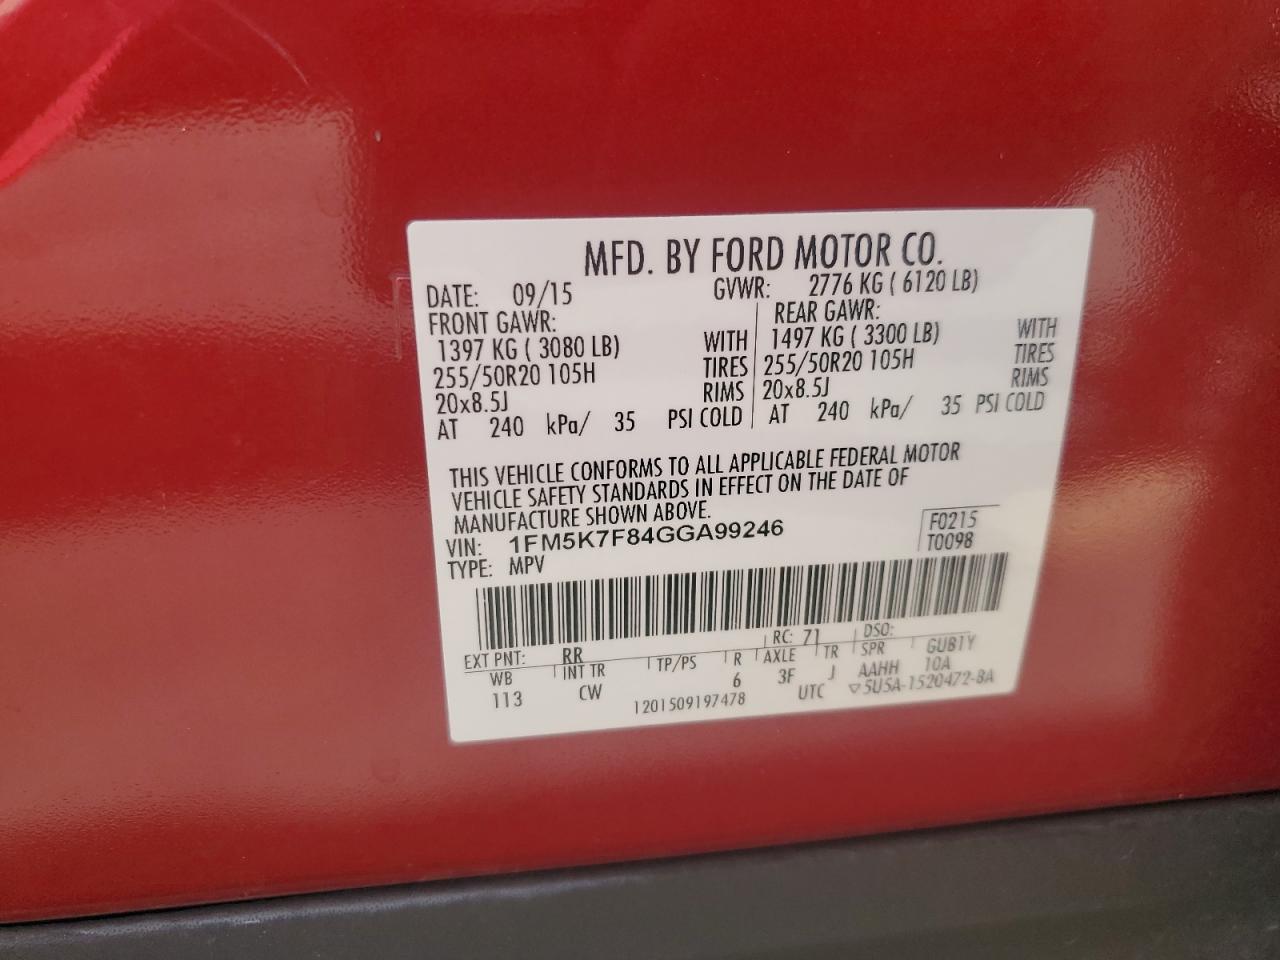 MFD. BY FORD MOTOR CO.
DATE: 09/15 GVWR: 2776 KG ( 6120 LB)
FRONT GAWR: REAR GAWR:
1397 KG ( 3080 LB) WITH 1497 KG ( 3300 LB) WITH
255/50R20 105H TIRES 255/50R20 105H TIRES
20x8.5J RIMS 20x8.5J RIMS
AT 240 kPa/ 35 PSI COLD AT 240 kPa/ 35 PSI COLD
THIS VEHICLE CONFORMS TO ALL APPLICABLE FEDERAL MOTOR
VEHICLE SAFETY STANDARDS IN EFFECT ON THE DATE OF
MANUFACTURE SHOWN ABOVE.
VIN: 1FM5K7F84GGA99246 F0215
TYPE: MPV T0098
EXT PNT: RR RC: 71 DSO:
WB INT TR TP/PS R AXLE TR SPR GUB1Y
113 CW 6 3F J AAHH 10A
1201509197478 UTC ▽5U5A-1520472-BA